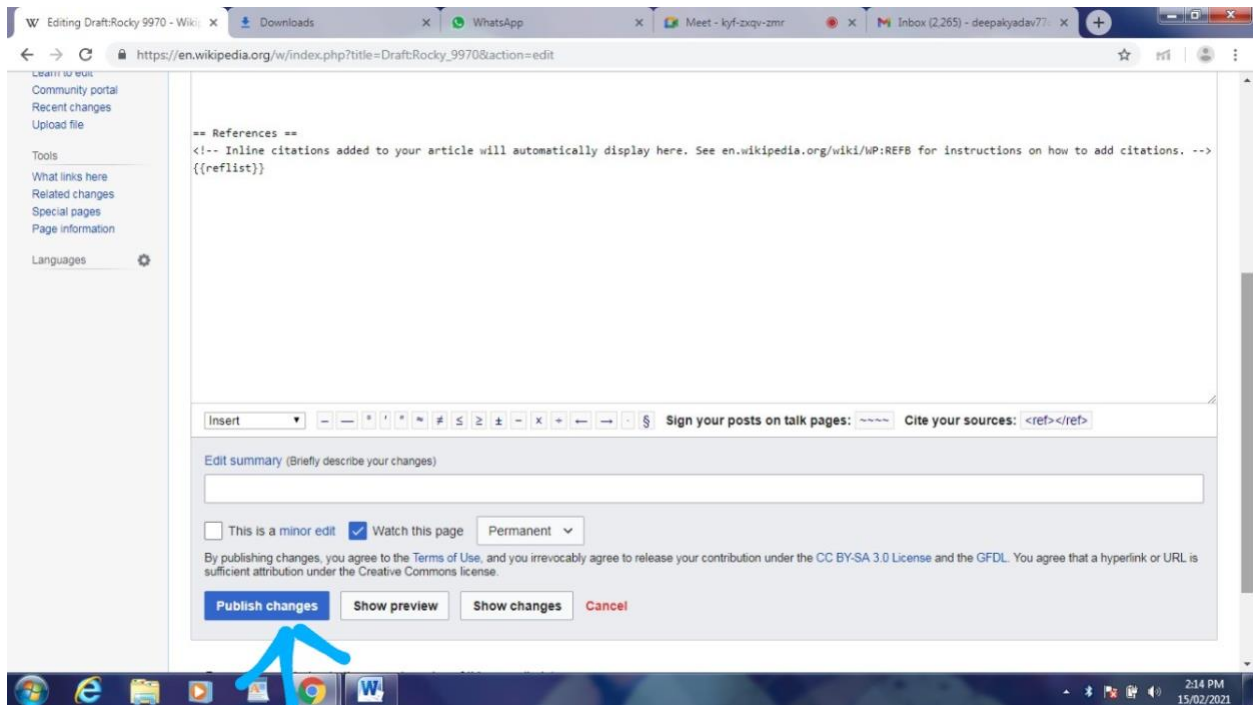 Editing Draft:Rocky 9970 - Wiki
Downloads
WhatsApp
Meet - kyf-zxqv-zmr
Inbox (2,265) - deepakyadav77
https://en.wikipedia.org/w/index.php?title=Draft:Rocky_9970&action=edit
Learn to edit
Community portal
Recent changes
Upload file
Tools
What links here
Related changes
Special pages
Page information
Languages
== References ==
<!-- Inline citations added to your article will automatically display here. See en.wikipedia.org/wiki/WP:REFB for instructions on how to add citations. -->
{{reflist}}
Insert – — ° ′ ″ ≈ ≠ ≤ ≥ ± − × ÷ ← → · § Sign your posts on talk pages: ~~~~ Cite your sources: <ref></ref>
Edit summary (Briefly describe your changes)
This is a minor edit Watch this page Permanent
By publishing changes, you agree to the Terms of Use, and you irrevocably agree to release your contribution under the CC BY-SA 3.0 License and the GFDL. You agree that a hyperlink or URL is
sufficient attribution under the Creative Commons license.
Publish changes Show preview Show changes Cancel
2:14 PM
15/02/2021